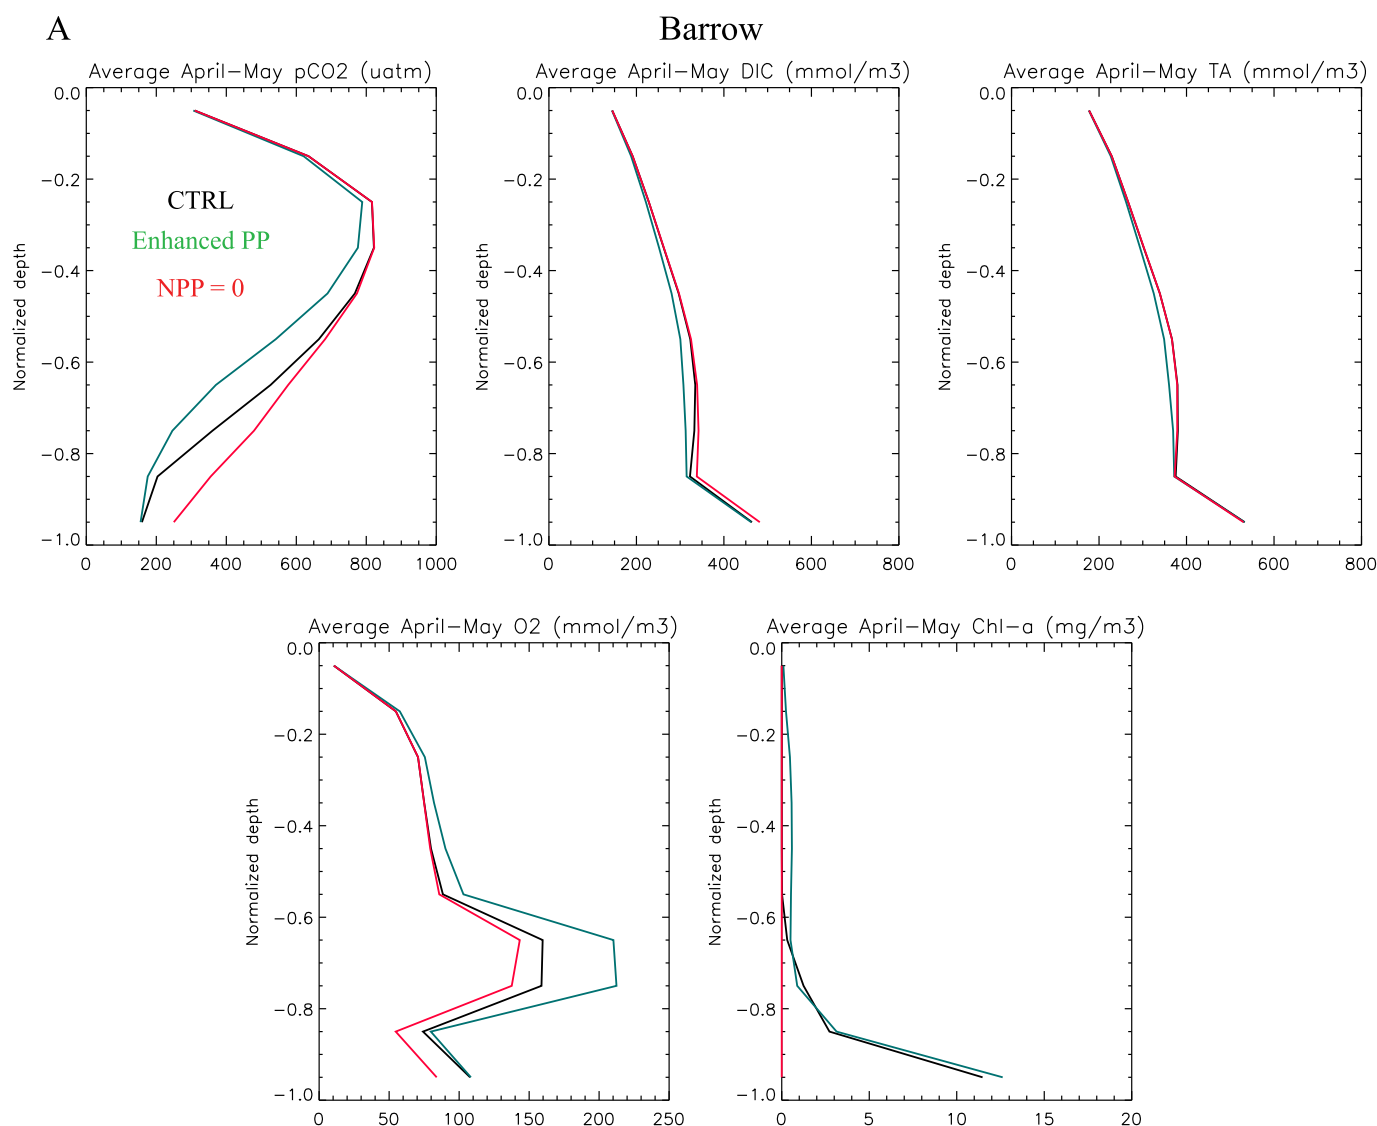 A
Barrow
Average April-May pCO2 (uatm)
Average April-May DIC (mmol/m3)
Average April-May TA (mmol/m3)
0.0
-0.2
-0.4
-0.6
-0.8
-1.0
Normalized depth
CTRL
Enhanced PP
NPP = 0
0 200 400 600 800 1000
0.0
-0.2
-0.4
-0.6
-0.8
-1.0
Normalized depth
0 200 400 600 800
0.0
-0.2
-0.4
-0.6
-0.8
-1.0
Normalized depth
0 200 400 600 800
Average April-May O2 (mmol/m3)
Average April-May Chl-a (mg/m3)
0.0
-0.2
-0.4
-0.6
-0.8
-1.0
Normalized depth
0 50 100 150 200 250
0.0
-0.2
-0.4
-0.6
-0.8
-1.0
Normalized depth
0 5 10 15 20